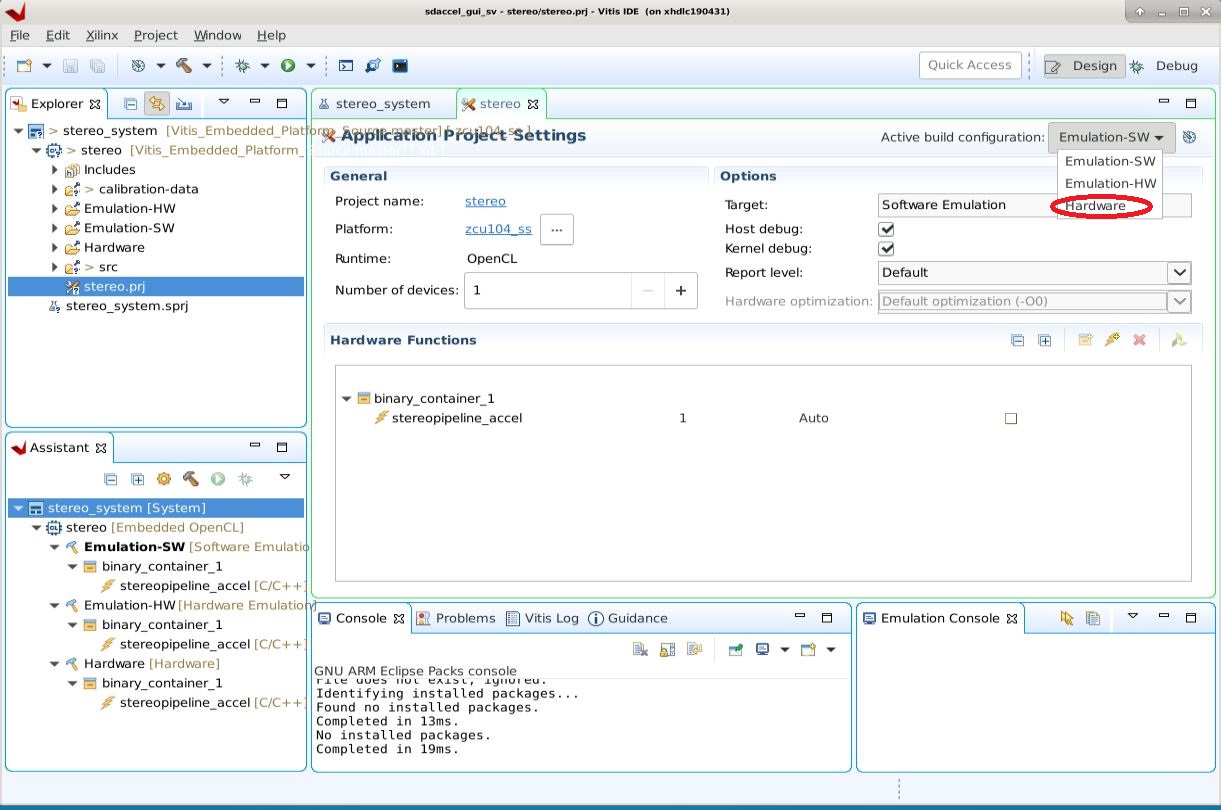 sdaccel_gui_sv - stereo/stereo.prj - Vitis IDE (on xhdlc190431)
File Edit Xilinx Project Window Help
Quick Access Design Debug
Explorer
> stereo_system [Vitis_Embedded_Platform_Source master] [ zcu104_ss ]
> stereo [Vitis_Embedded_Platform_Source master]
Includes
> calibration-data
Emulation-HW
Emulation-SW
Hardware
> src
stereo.prj
stereo_system.sprj
stereo_system stereo
Application Project Settings
Active build configuration: Emulation-SW
Emulation-SW
Emulation-HW
Hardware
General
Project name: stereo
Platform: zcu104_ss ...
Runtime: OpenCL
Number of devices: 1
Options
Target: Software Emulation
Host debug:
Kernel debug:
Report level: Default
Hardware optimization: Default optimization (-O0)
Hardware Functions
binary_container_1
stereopipeline_accel 1 Auto
Assistant
stereo_system [System]
stereo [Embedded OpenCL]
Emulation-SW [Software Emulatio
binary_container_1
stereopipeline_accel [C/C++]
Emulation-HW [Hardware Emulation]
binary_container_1
stereopipeline_accel [C/C++]
Hardware [Hardware]
binary_container_1
stereopipeline_accel [C/C++]
Console Problems Vitis Log Guidance
GNU ARM Eclipse Packs console
File does not exist, ignored.
Identifying installed packages...
Found no installed packages.
Completed in 13ms.
No installed packages.
Completed in 19ms.
Emulation Console